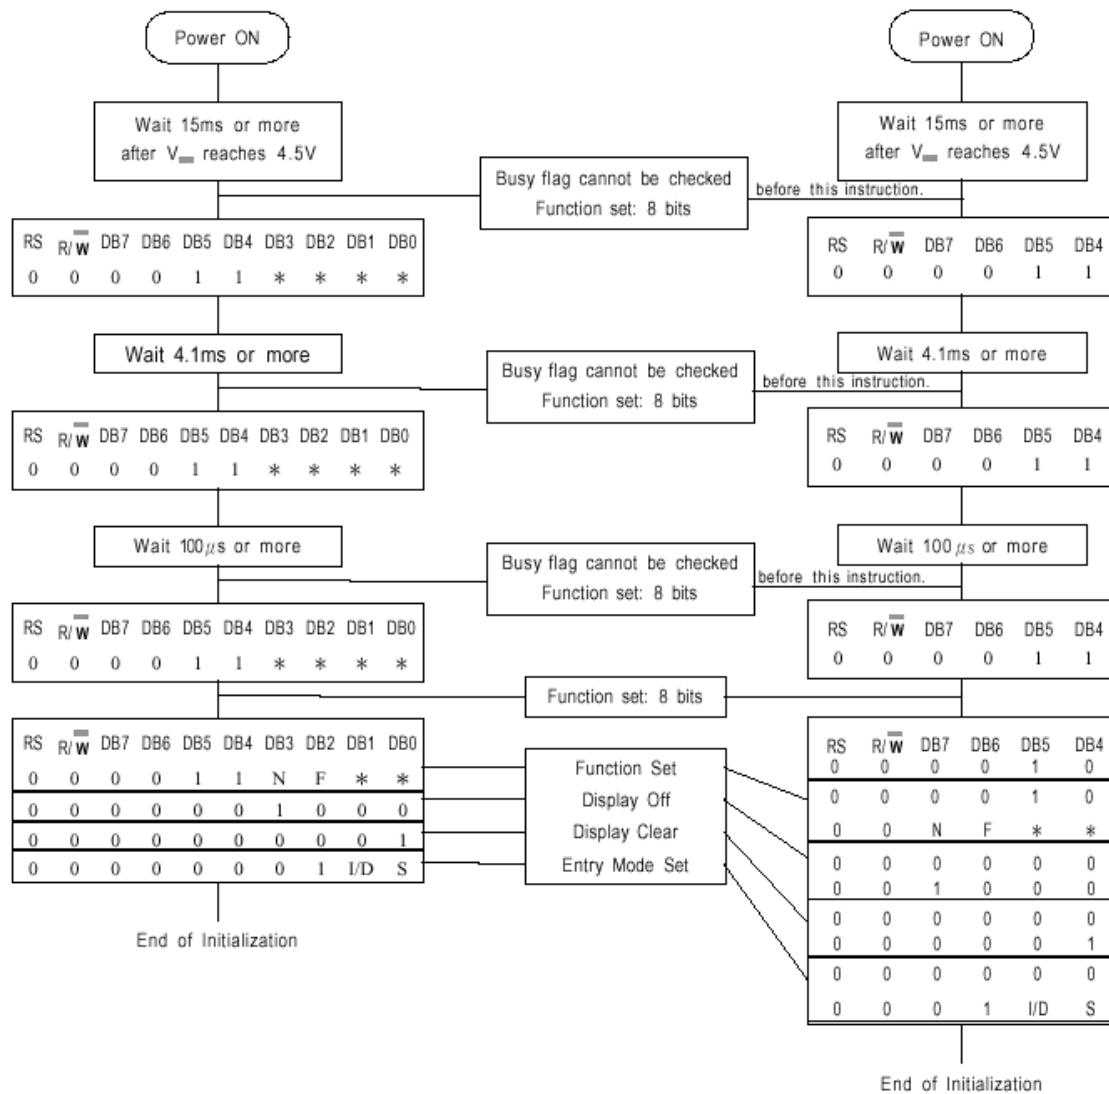 Power ON
Wait 15ms or more
after V reaches 4.5V
Busy flag cannot be checked
Function set: 8 bits
before this instruction.
RS R/W DB7 DB6 DB5 DB4 DB3 DB2 DB1 DB0
0 0 0 0 1 1 * * * *
Wait 4.1ms or more
Busy flag cannot be checked
Function set: 8 bits
before this instruction.
RS R/W DB7 DB6 DB5 DB4 DB3 DB2 DB1 DB0
0 0 0 0 1 1 * * * *
Wait 100μs or more
Busy flag cannot be checked
Function set: 8 bits
before this instruction.
RS R/W DB7 DB6 DB5 DB4 DB3 DB2 DB1 DB0
0 0 0 0 1 1 * * * *
Function set: 8 bits
RS R/W DB7 DB6 DB5 DB4 DB3 DB2 DB1 DB0
0 0 0 0 1 1 N F * *
0 0 0 0 0 0 1 0 0 0
0 0 0 0 0 0 0 0 0 1
0 0 0 0 0 0 0 1 I/D S
End of Initialization
Function Set
Display Off
Display Clear
Entry Mode Set
Power ON
Wait 15ms or more
after V reaches 4.5V
RS R/W DB7 DB6 DB5 DB4
0 0 0 0 1 1
Wait 4.1ms or more
RS R/W DB7 DB6 DB5 DB4
0 0 0 0 1 1
Wait 100 μs or more
RS R/W DB7 DB6 DB5 DB4
0 0 0 0 1 1
RS R/W DB7 DB6 DB5 DB4
0 0 0 0 1 0
0 0 0 0 1 0
0 0 N F * *
0 0 0 0 0 0
0 0 1 0 0 0
0 0 0 0 0 0
0 0 0 0 0 1
0 0 0 0 0 0
0 0 0 1 I/D S
End of Initialization